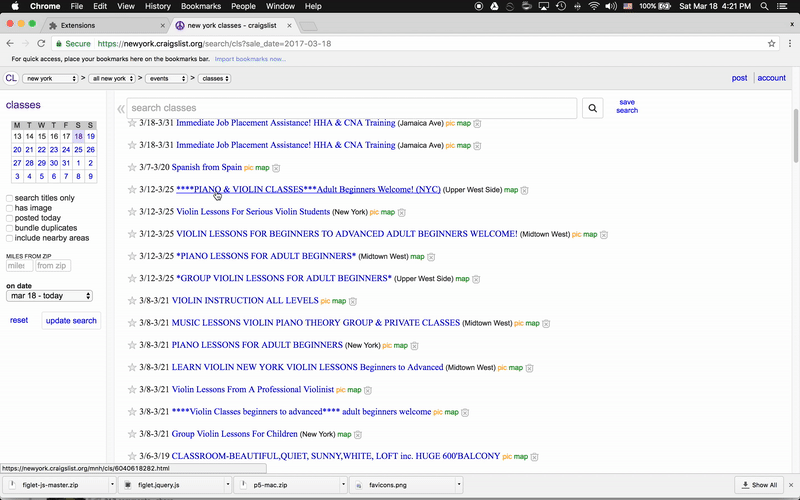 Chrome File Edit View History Bookmarks People Window Help 100% Sat Mar 18 4:21 PM
Extensions new york classes - craigslist
Secure https://newyork.craigslist.org/search/cls?sale_date=2017-03-18
For quick access, place your bookmarks here on the bookmarks bar. Import bookmarks now...
CL new york > all new york > events > classes post account
classes
search classes
save search
M T W T F S S
13 14 15 16 17 18 19
20 21 22 23 24 25 26
27 28 29 30 31 1 2
3 4 5 6 7 8 9
search titles only
has image
posted today
bundle duplicates
include nearby areas
MILES FROM ZIP
miles from zip
on date
mar 18 - today
reset update search
3/18-3/31 Immediate Job Placement Assistance! HHA & CNA Training (Jamaica Ave) pic map
3/18-3/31 Immediate Job Placement Assistance! HHA & CNA Training (Jamaica Ave) pic map
3/7-3/20 Spanish from Spain pic map
3/12-3/25 ****PIANO & VIOLIN CLASSES***Adult Beginners Welcome! (NYC) (Upper West Side) map
3/12-3/25 Violin Lessons For Serious Violin Students (New York) pic map
3/12-3/25 VIOLIN LESSONS FOR BEGINNERS TO ADVANCED ADULT BEGINNERS WELCOME! (Midtown West) pic map
3/12-3/25 *PIANO LESSONS FOR ADULT BEGINNERS* (Midtown West) map
3/12-3/25 *GROUP VIOLIN LESSONS FOR ADULT BEGINNERS* (Upper West Side) map
3/8-3/21 VIOLIN INSTRUCTION ALL LEVELS pic map
3/8-3/21 MUSIC LESSONS VIOLIN PIANO THEORY GROUP & PRIVATE CLASSES (Midtown West) pic map
3/8-3/21 PIANO LESSONS FOR ADULT BEGINNERS (New York) pic map
3/8-3/21 LEARN VIOLIN NEW YORK VIOLIN LESSONS Beginners to Advanced (Midtown West) pic map
3/8-3/21 Violin Lessons From A Professional Violinist pic map
3/8-3/21 ****Violin Classes beginners to advanced**** adult beginners welcome pic map
3/8-3/21 Group Violin Lessons For Children (New York) map
3/6-3/19 CLASSROOM-BEAUTIFUL,QUIET, SUNNY,WHITE, LOFT inc. HUGE 600'BALCONY pic map
https://newyork.craigslist.org/mnh/cls/6040618282.html
figlet-js-master.zip figlet.jquery.js p5-mac.zip favicons.png Show All